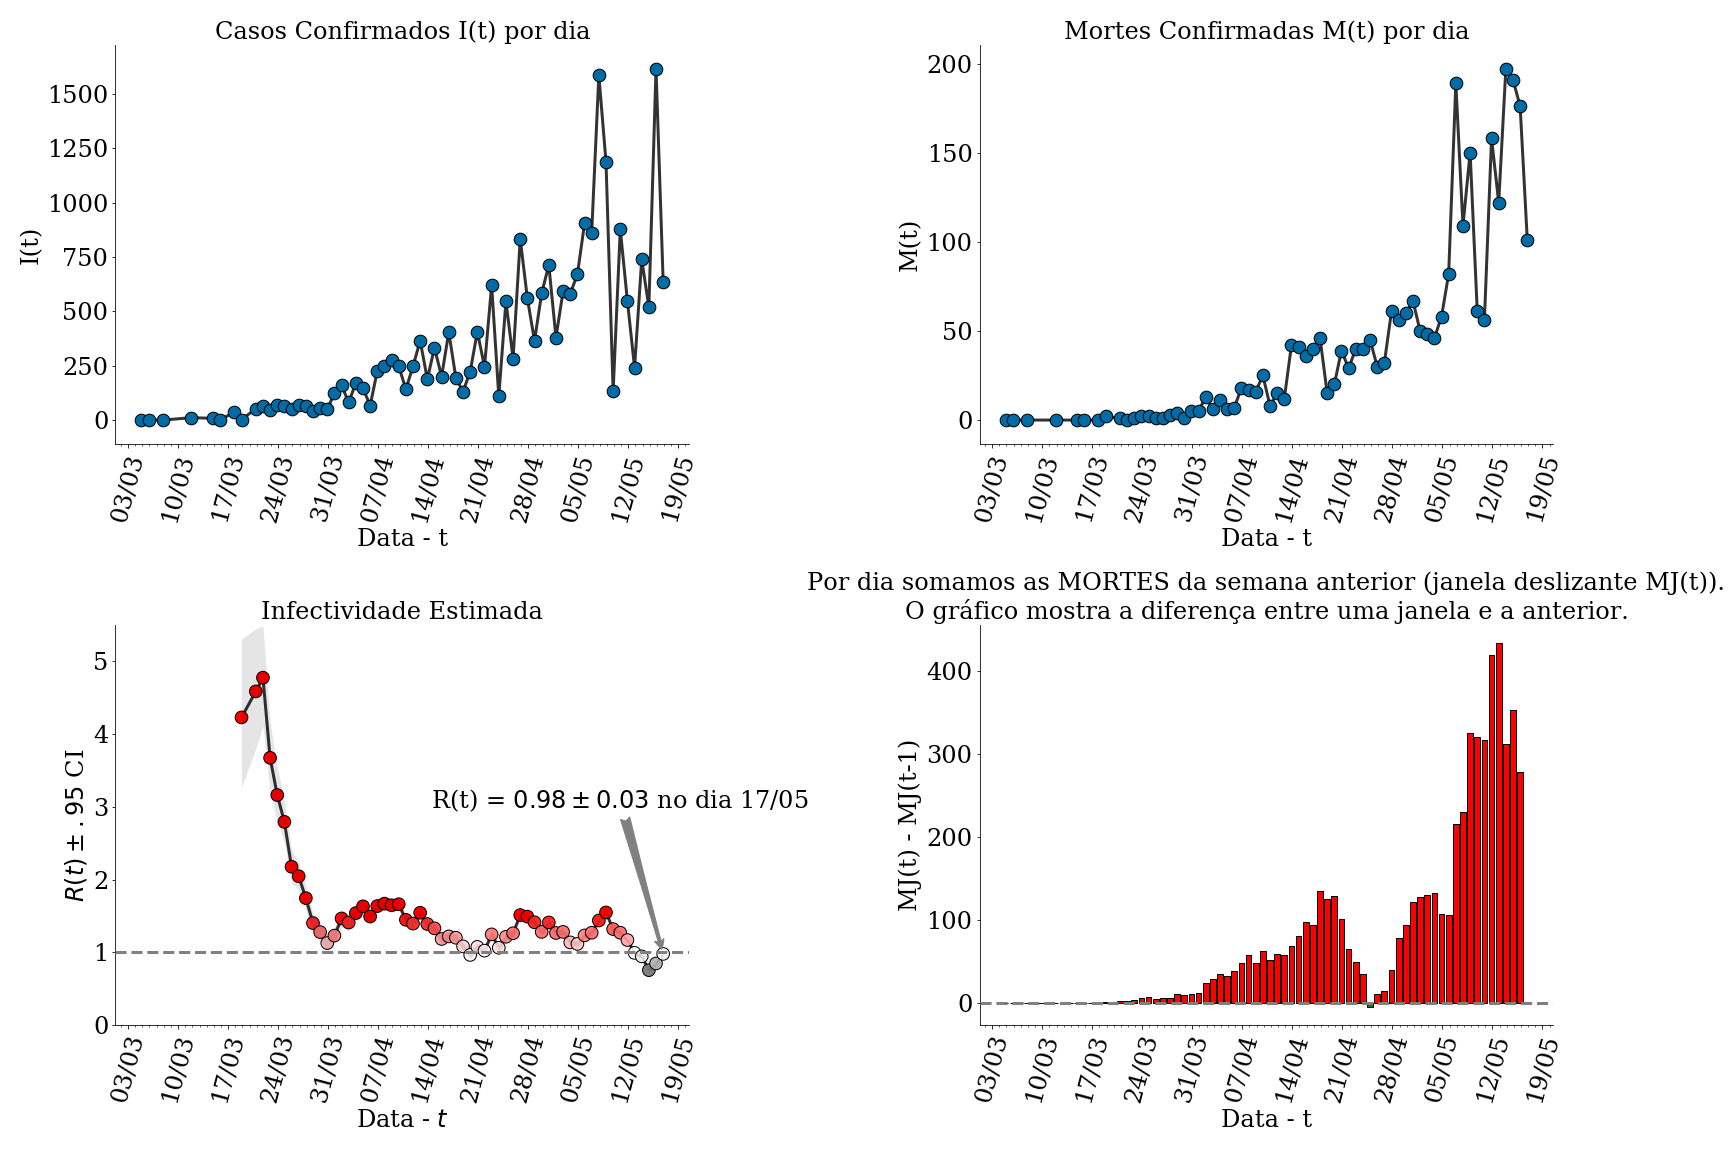 Casos Confirmados I(t) por dia
I(t)
1500
1250
1000
750
500
250
0
03/03 10/03 17/03 24/03 31/03 07/04 14/04 21/04 28/04 05/05 12/05 19/05
Data - t
Mortes Confirmadas M(t) por dia
M(t)
200
150
100
50
0
03/03 10/03 17/03 24/03 31/03 07/04 14/04 21/04 28/04 05/05 12/05 19/05
Data - t
Infectividade Estimada
R(t) ± .95 CI
5
4
3
2
1
0
R(t) = 0.98 ± 0.03 no dia 17/05
03/03 10/03 17/03 24/03 31/03 07/04 14/04 21/04 28/04 05/05 12/05 19/05
Data - t
Por dia somamos as MORTES da semana anterior (janela deslizante MJ(t)).
O gráfico mostra a diferença entre uma janela e a anterior.
MJ(t) - MJ(t-1)
400
300
200
100
0
03/03 10/03 17/03 24/03 31/03 07/04 14/04 21/04 28/04 05/05 12/05 19/05
Data - t